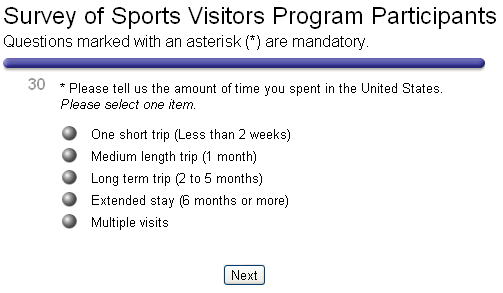 Survey of Sports Visitors Program Participants
Questions marked with an asterisk (*) are mandatory.
30 * Please tell us the amount of time you spent in the United States.
Please select one item.
One short trip (Less than 2 weeks)
Medium length trip (1 month)
Long term trip (2 to 5 months)
Extended stay (6 months or more)
Multiple visits
Next